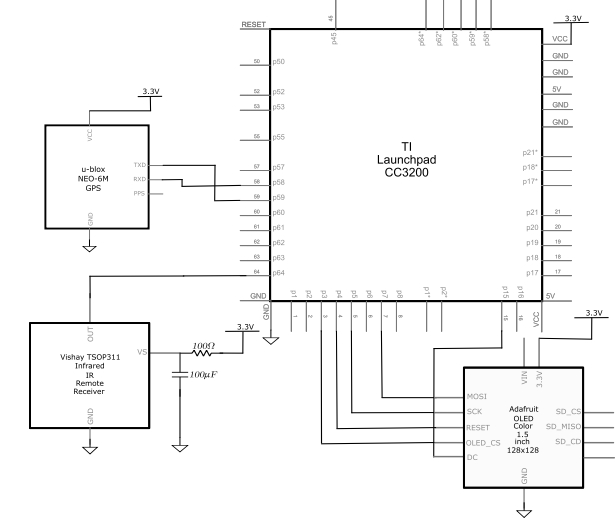 RESET
45
p45
p64*
p62*
p60*
p59*
p58*
3.3V
VCC
GND
GND
5V
GND
GND
50 p50
52 p52
53 p53
55 p55
57 p57
58 p58
59 p59
60 p60
61 p61
62 p62
63 p63
64 p64
GND
TI
Launchpad
CC3200
p21*
p18*
p17*
p21 21
p20 20
p19 19
p18 18
p17 17
5V
VCC
GND
p1 1
p2 2
p3 3
p4 4
p5
p6 6
p7 7
p8 8
p1*
p2*
p15 15
p16 16
3.3V
VCC
u-blox
NEO-6M
GPS
TXD
RXD
PPS
GND
OUT
Vishay TSOP311
Infrared
IR
Remote
Receiver
VS
GND
100Ω
3.3V
100μF
3.3V
VIN
3.3V
MOSI
SCK
RESET
OLED_CS
DC
Adafruit
OLED
Color
1.5
inch
128x128
SD_CS
SD_MISO
SD_CD
GND